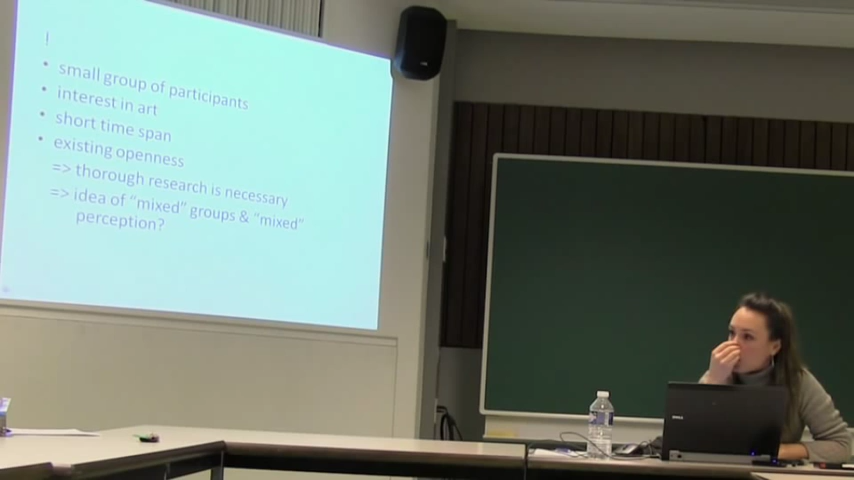 !
• small group of participants
• interest in art
• short time span
• existing openness
=> thorough research is necessary
=> idea of “mixed” groups & “mixed”
perception?
DELL